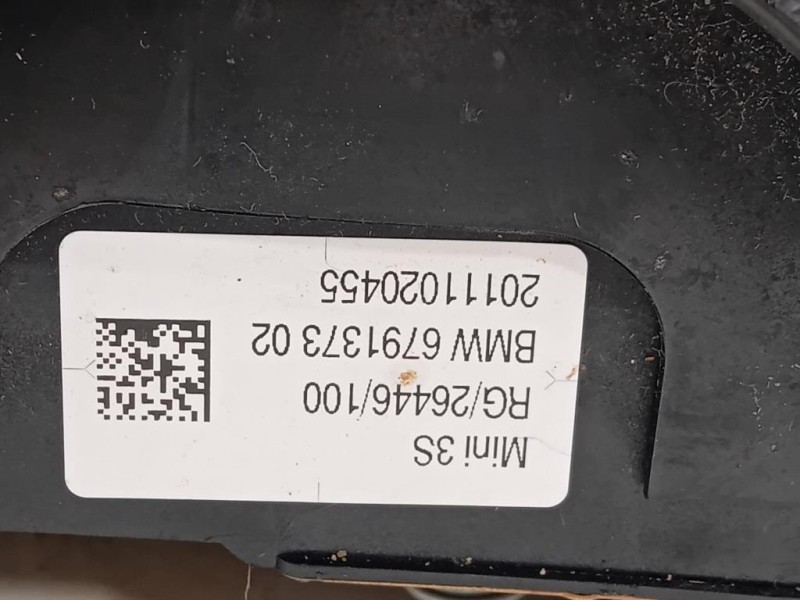 Mini 3S
RG/26446/100
BMW 6791373 02
20111020455